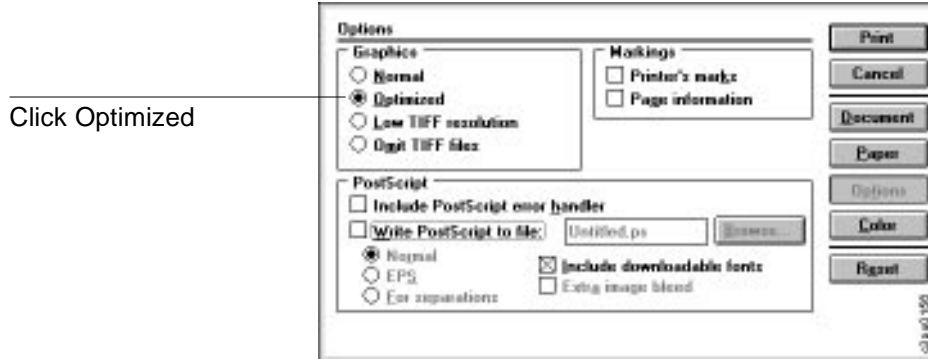 Click Optimized
Options
Graphics
Normal
Optimized
Low TIFF resolution
Omit TIFF files
Markings
Printer's marks
Page information
PostScript
Include PostScript error handler
Write PostScript to file:
Untitled.ps
Browse...
Normal
EPS
For separations
Include downloadable fonts
Extra image bleed
Print
Cancel
Document
Paper
Options
Color
Reset